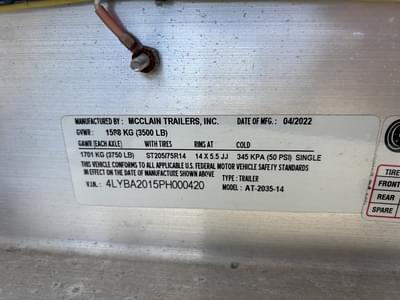 MANUFACTURED BY: MCCLAIN TRAILERS, INC. DATE OF MFG.: 04/2022
GVWR: 1588 KG (3500 LB)
GAWR (EACH AXLE) WITH TIRES RIMS AT COLD
1701 KG (3750 LB) ST205/75R14 14 X 5.5 JJ 345 KPA (50 PSI) SINGLE
THIS VEHICLE CONFORMS TO ALL APPLICABLE U.S. FEDERAL MOTOR VEHICLE SAFETY STANDARDS
IN EFFECT ON THE DATE OF MANUFACTURE SHOWN ABOVE TYPE: TRAILER
V.I.N.: 4LYBA2015PH000420 MODEL: AT-2035-14
TIRE
FRONT
REAR
SPARE